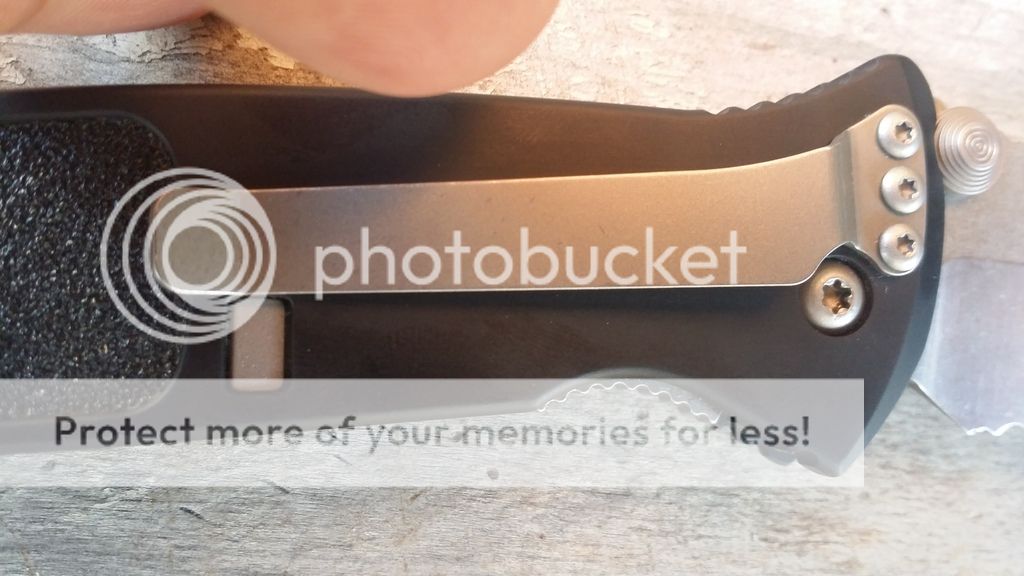 photobucket
Protect more of your memories for less!